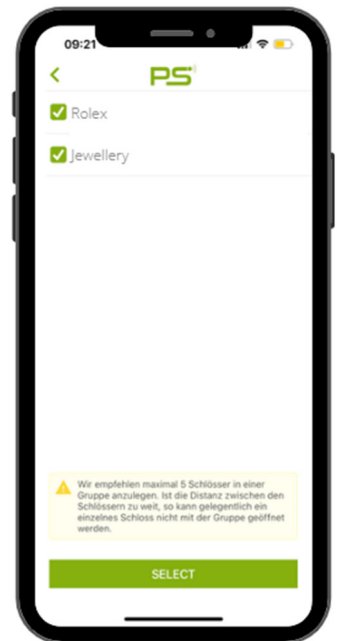 09:21
PS
Rolex
Jewellery
Wir empfehlen maximal 5 Schlösser in einer
Gruppe anzulegen. Ist die Distanz zwischen den
Schlössern zu weit, so kann gelegentlich ein
einzelnes Schloss nicht mit der Gruppe geöffnet
werden.
SELECT